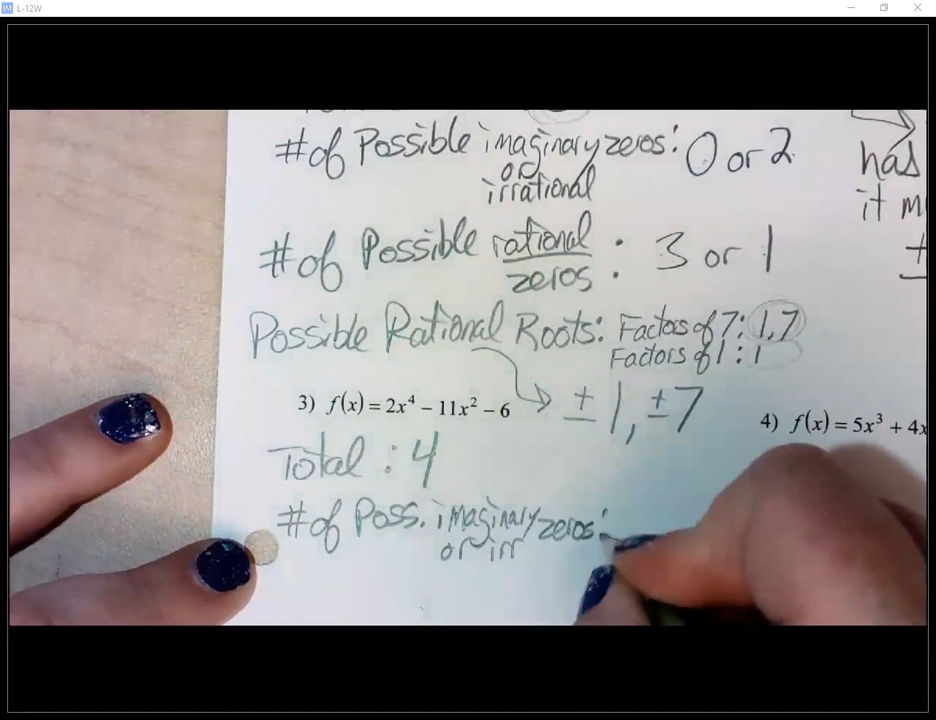 L-12W
# of Possible imaginary zeros: 0 or 2
or
irrational
has
it m
# of Possible rational zeros: 3 or 1
±
Possible Rational Roots: Factors of 7: 1,7
Factors of 1: 1
±1, ±7
3) f(x) = 2x⁴ − 11x² − 6
4) f(x) = 5x³ + 4x
Total: 4
# of Poss. imaginary zeros:
or irr